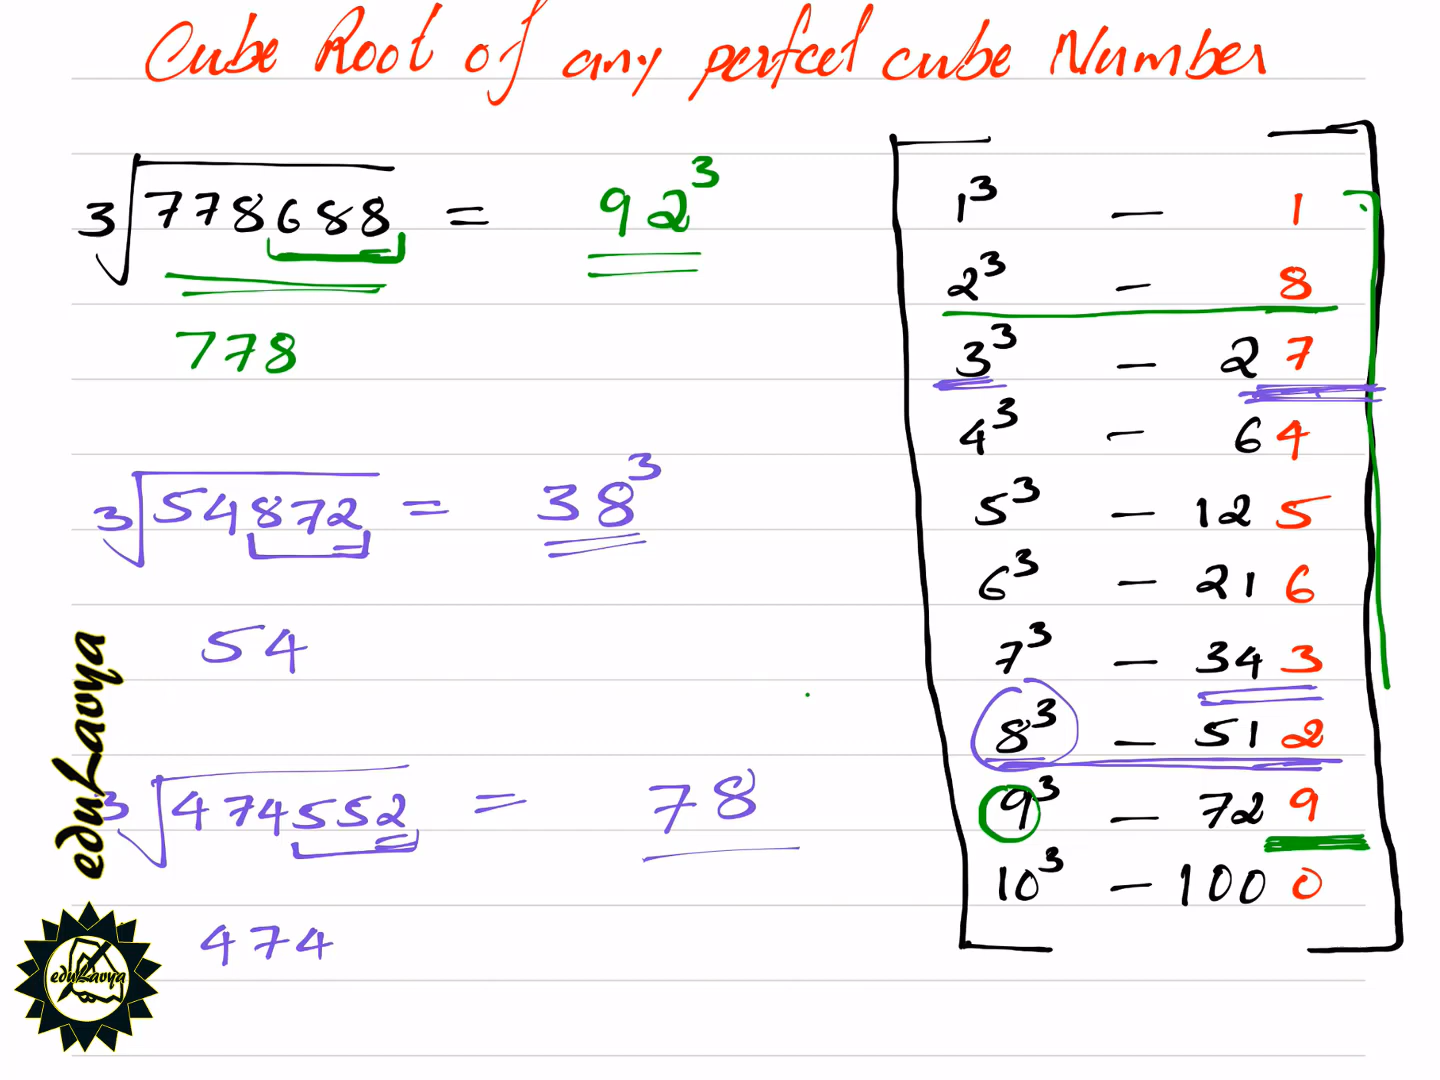 Cube Root of any perfect cube Number
3√778688 = 92³
778
3√54872 = 38³
54
3√474552 = 78
474
1³ — 1
2³ — 8
3³ — 27
4³ — 64
5³ — 125
6³ — 216
7³ — 343
8³ — 512
9³ — 729
10³ — 1000
eduLavya
eduLavya